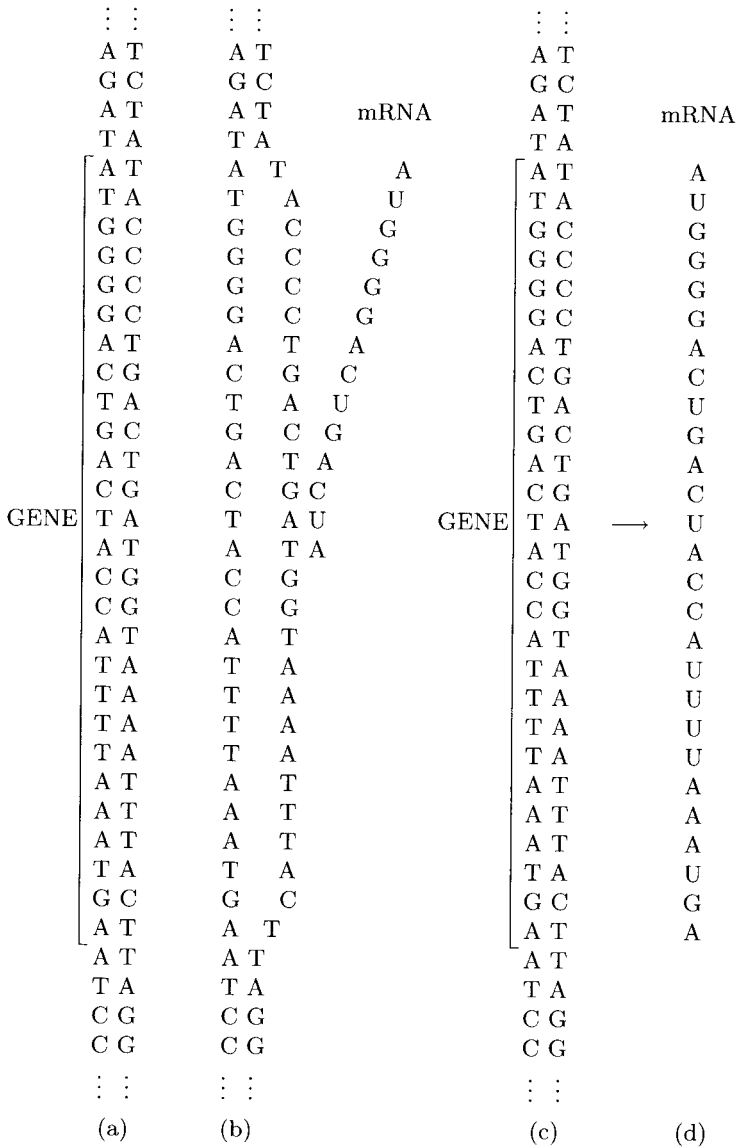 ⋮ ⋮ ⋮ ⋮ ⋮ ⋮
A T A T A T
G C G C G C
A T A T mRNA A T mRNA
T A T A T A
A T A T A A T A
T A T A U T A U
G C G C G G C G
G C G C G G C G
G C G C G G C G
G C G C G G C G
A T A T A A T A
C G C G C C G C
T A T A U T A U
G C G C G G C G
A T A T A A T A
C G C G C C G C
GENE T A T A U GENE T A ⟶ U
A T A T A A T A
C G C G C G C
C G C G C G C
A T A T A T A
T A T A T A U
T A T A T A U
T A T A T A U
T A T A T A U
A T A T A T A
A T A T A T A
A T A T A T A
T A T A T A U
G C G C G C G
A T A T A T A
A T A T A T
T A T A T A
C G C G C G
C G C G C G
⋮ ⋮ ⋮ ⋮ ⋮ ⋮
(a) (b) (c) (d)